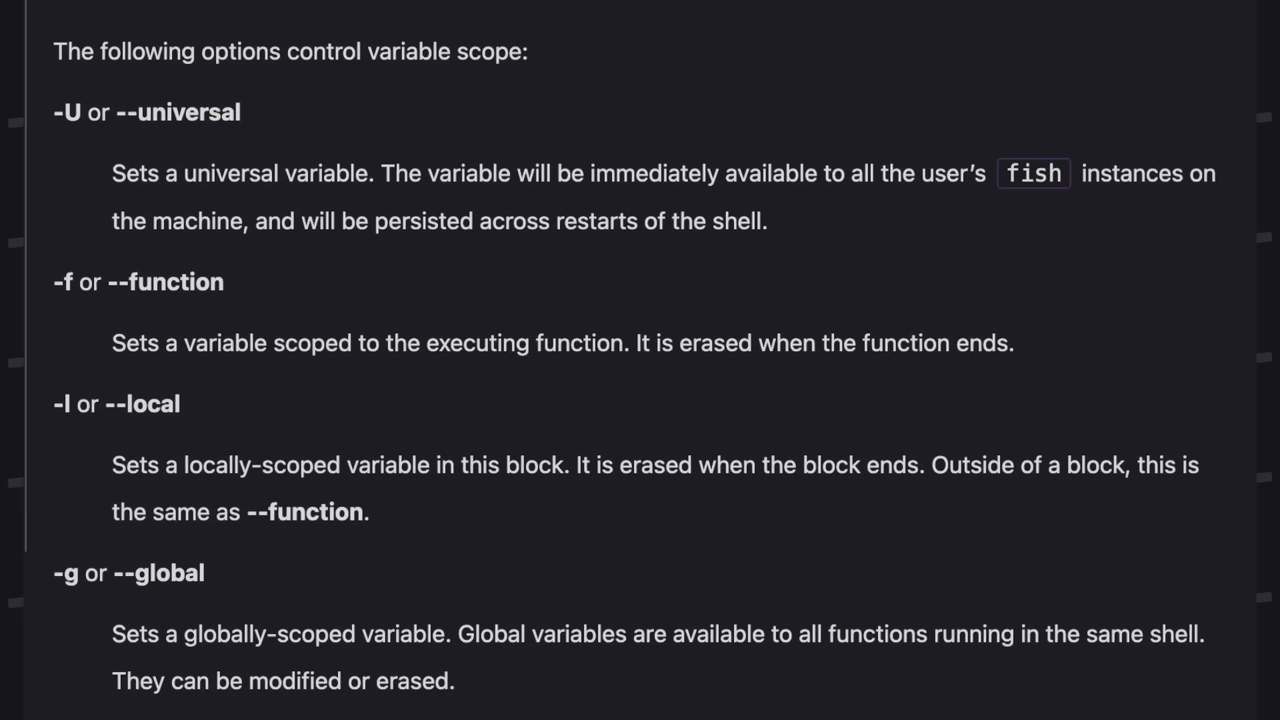 The following options control variable scope:
-U or --universal
Sets a universal variable. The variable will be immediately available to all the user’s fish instances on
the machine, and will be persisted across restarts of the shell.
-f or --function
Sets a variable scoped to the executing function. It is erased when the function ends.
-l or --local
Sets a locally-scoped variable in this block. It is erased when the block ends. Outside of a block, this is
the same as --function.
-g or --global
Sets a globally-scoped variable. Global variables are available to all functions running in the same shell.
They can be modified or erased.